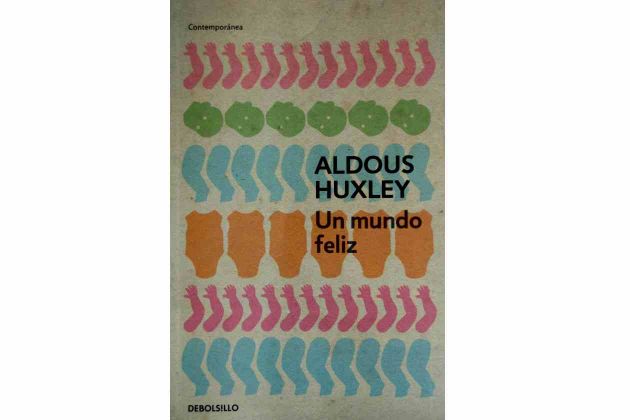 Contemporánea
ALDOUS
HUXLEY
Un mundo
feliz
DEBOLSILLO